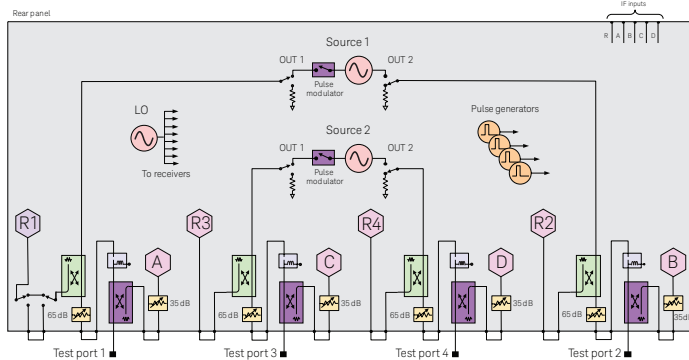 IF inputs
Rear panel
R A B C D
Source 1
OUT 1
OUT 2
Pulse
modulator
LO
To receivers
Pulse generators
Source 2
OUT 1
OUT 2
Pulse
modulator
R1
A
R3
C
R4
D
R2
B
65 dB
35 dB
65 dB
35 dB
65 dB
35 dB
65 dB
35 dB
Test port 1
Test port 3
Test port 4
Test port 2